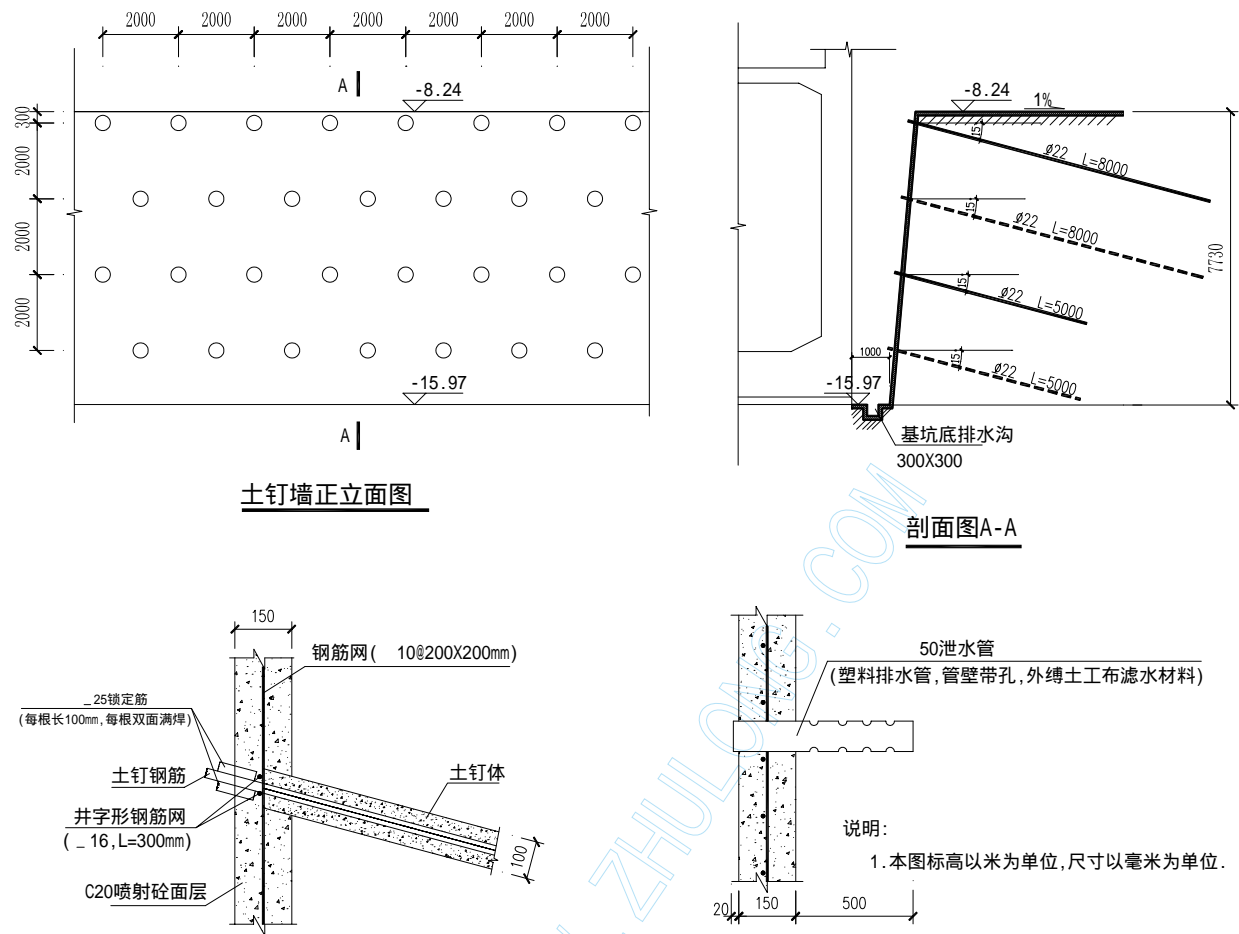 2000 2000 2000 2000 2000 2000 2000
A
-8.24
300
2000
2000
2000
-15.97
A
土钉墙正立面图
-8.24
1%
15°
ø22 L=8000
15°
ø22 L=8000
15°
ø22 L=5000
15°
ø22 L=5000
7730
1000
-15.97
基坑底排水沟
300X300
剖面图A-A
150
钢筋网( 10@200X200mm)
_25锁定筋
(每根长100mm,每根双面满焊)
土钉钢筋
井字形钢筋网
(_16,L=300mm)
C20喷射砼面层
土钉体
100
50泄水管
(塑料排水管,管壁带孔,外缚土工布滤水材料)
20 150 500
说明:
1.本图标高以米为单位,尺寸以毫米为单位.
ZHULONG.COM